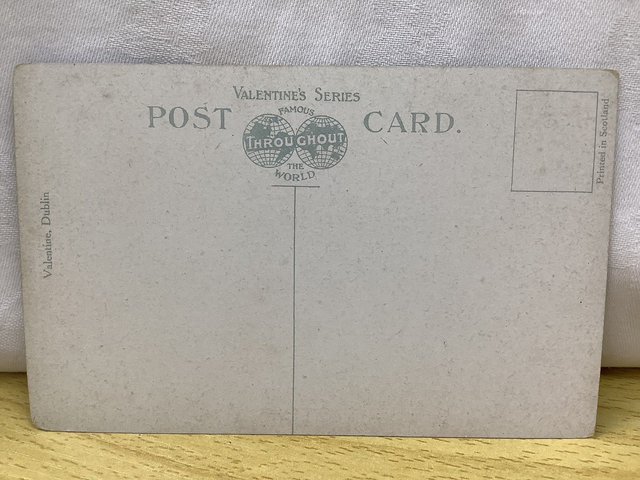 VALENTINE'S SERIES
POST CARD.
FAMOUS
THROUGHOUT
THE
WORLD
Printed in Scotland
Valentine, Dublin